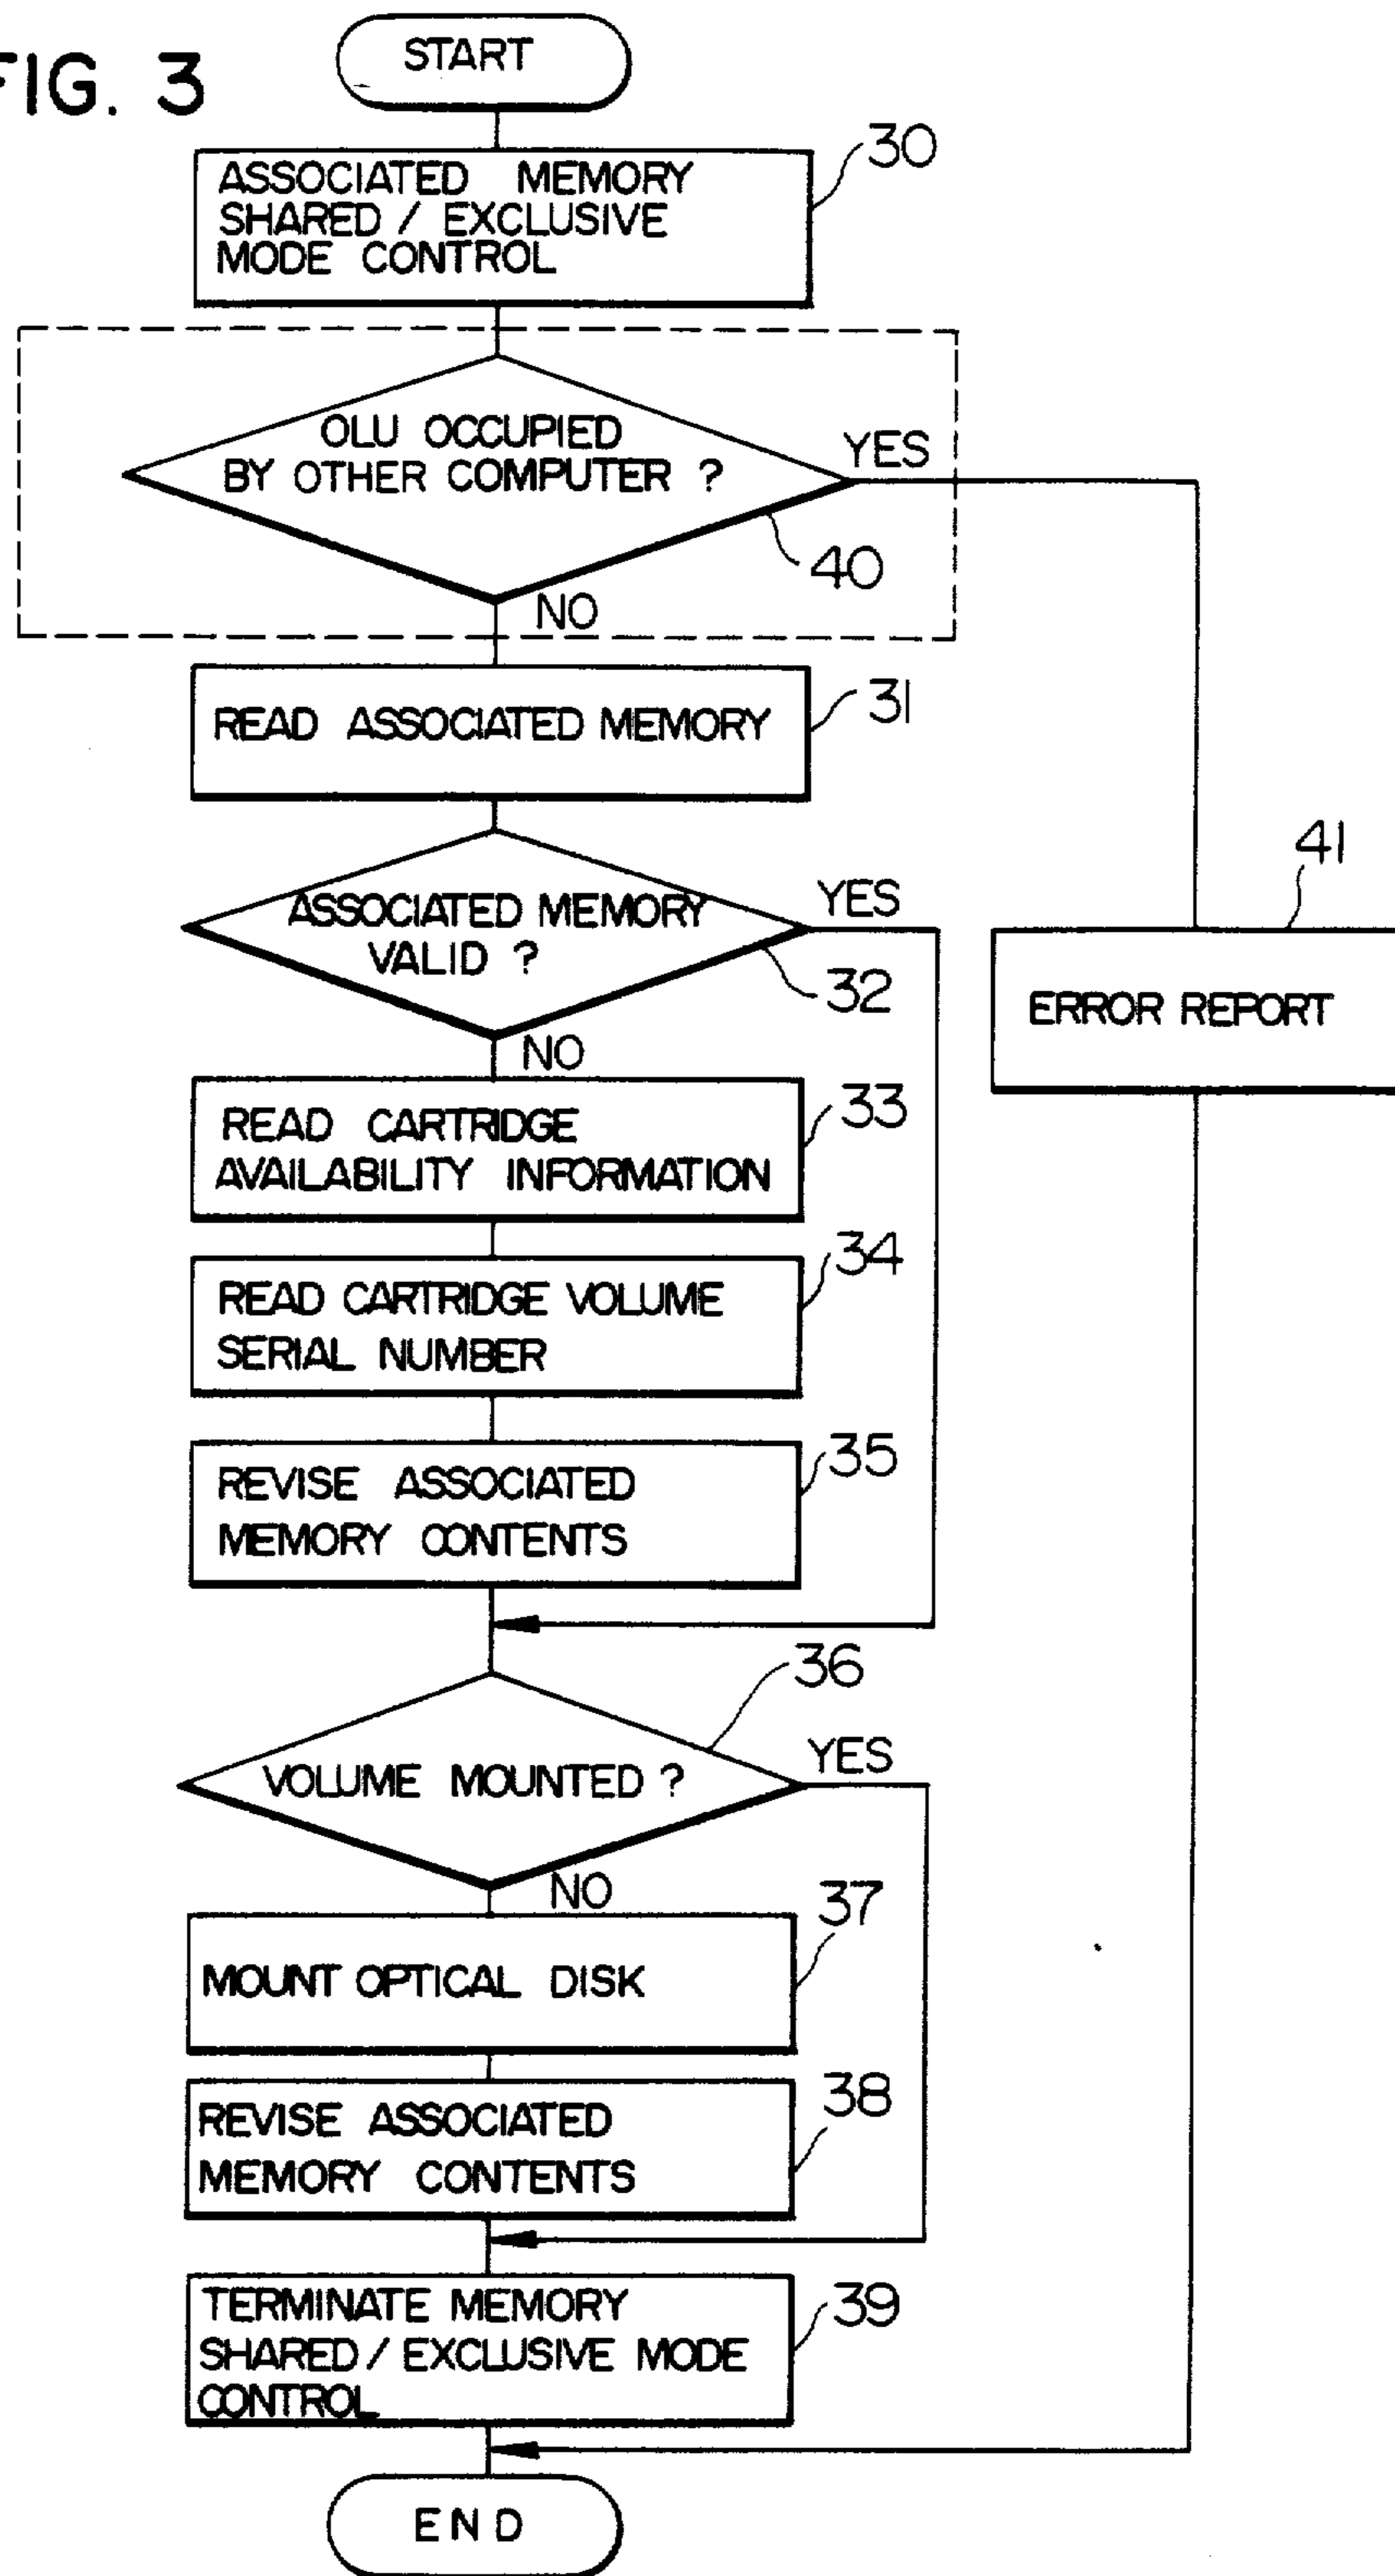 FIG. 3
START
30
ASSOCIATED MEMORY
SHARED / EXCLUSIVE
MODE CONTROL
OLU OCCUPIED
BY OTHER COMPUTER ?
YES
40
NO
31
READ ASSOCIATED MEMORY
41
ASSOCIATED MEMORY
VALID ?
YES
32
ERROR REPORT
NO
33
READ CARTRIDGE
AVAILABILITY INFORMATION
34
READ CARTRIDGE VOLUME
SERIAL NUMBER
35
REVISE ASSOCIATED
MEMORY CONTENTS
36
VOLUME MOUNTED ?
YES
NO
37
MOUNT OPTICAL DISK
38
REVISE ASSOCIATED
MEMORY CONTENTS
39
TERMINATE MEMORY
SHARED / EXCLUSIVE MODE
CONTROL
END